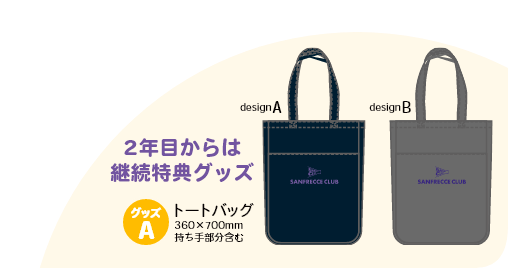 designA
designB
2年目からは
継続特典グッズ
SANFRECCE CLUB
SANFRECCE CLUB
グッズ
A
トートバッグ
360×700mm
持ち手部分含む